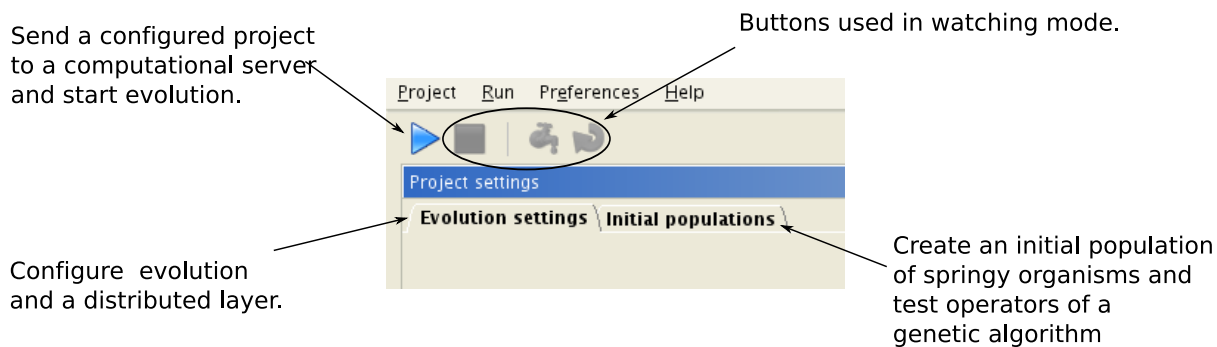 Send a configured project
to a computational server
and start evolution.
Buttons used in watching mode.
Project Run Preferences Help
Project settings
Evolution settings Initial populations
Configure evolution
and a distributed layer.
Create an initial population
of springy organisms and
test operators of a
genetic algorithm